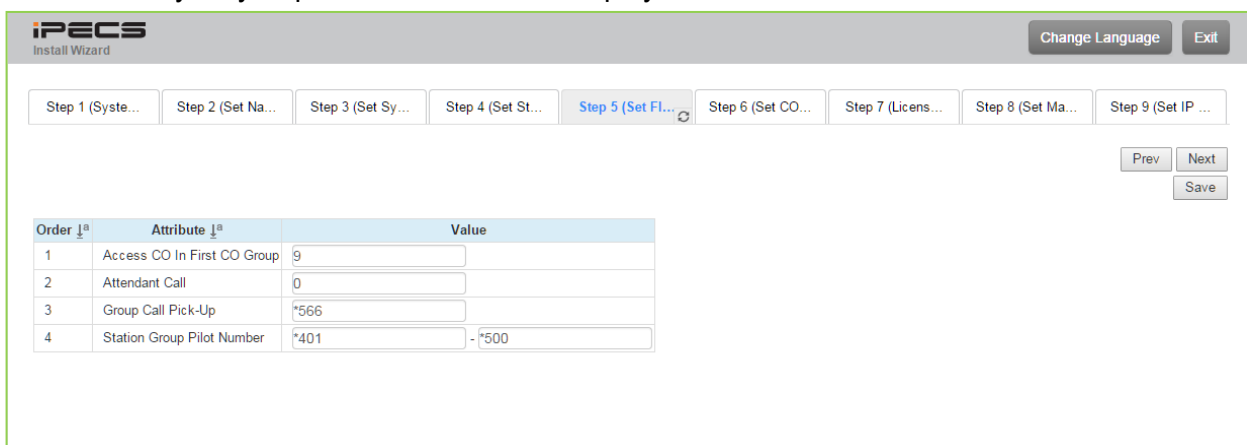 iPECS
Install Wizard
Change Language Exit
Step 1 (Syste... Step 2 (Set Na... Step 3 (Set Sy... Step 4 (Set St... Step 5 (Set Fl... Step 6 (Set CO... Step 7 (Licens... Step 8 (Set Ma... Step 9 (Set IP ...
Prev Next
Save
Order Attribute Value
1 Access CO In First CO Group 9
2 Attendant Call 0
3 Group Call Pick-Up *566
4 Station Group Pilot Number *401 - *500